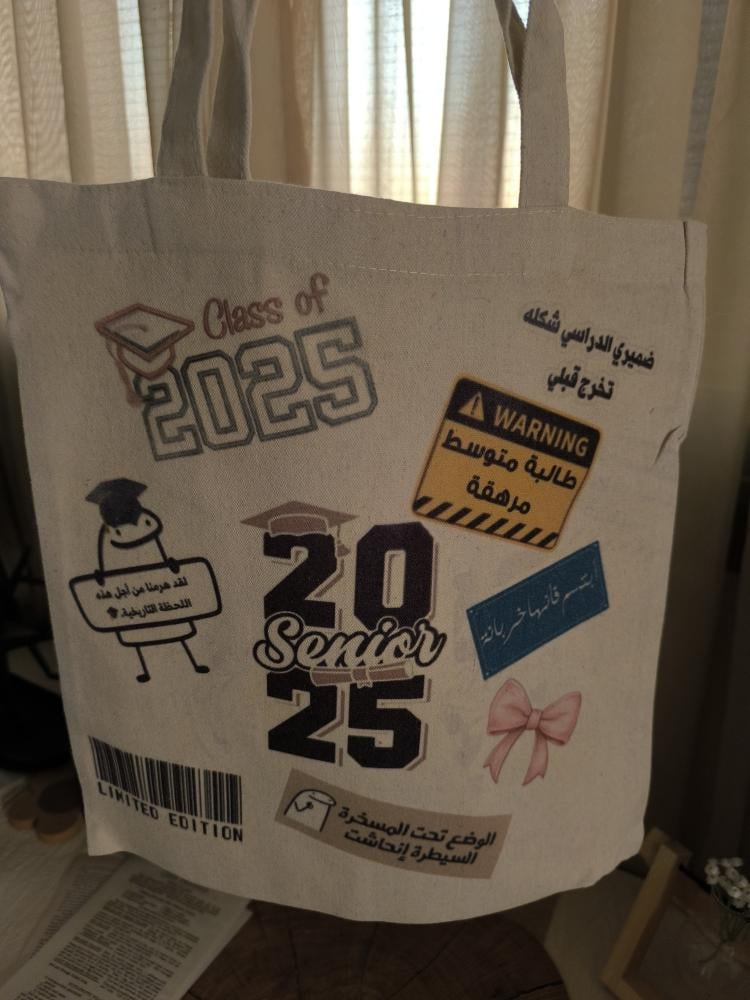 Class of
2025
ضميري الدراسي شكله
تخرج قبلي
WARNING
طالبة متوسط
مرهقة
لقد هرمنا من أجل هذه
اللحظة التاريخية.
20
Senior
25
ابتسم فإنها خربانة
LIMITED EDITION
الوضع تحت المسخرة
السيطرة إنحاشت